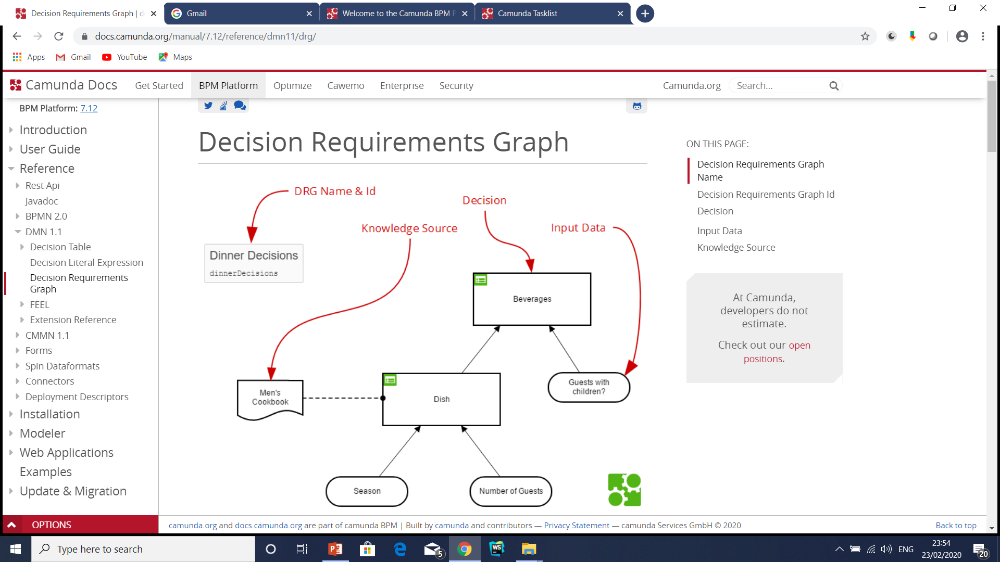 Decision Requirements Graph | d
Gmail
Welcome to the Camunda BPM P
Camunda Tasklist
docs.camunda.org/manual/7.12/reference/dmn11/drg/
Apps
Gmail
YouTube
Maps
Camunda Docs
Get Started
BPM Platform
Optimize
Cawemo
Enterprise
Security
Camunda.org
Search...
BPM Platform: 7.12
Introduction
User Guide
Reference
Rest Api
Javadoc
BPMN 2.0
DMN 1.1
Decision Table
Decision Literal Expression
Decision Requirements
Graph
FEEL
Extension Reference
CMMN 1.1
Forms
Spin Dataformats
Connectors
Deployment Descriptors
Installation
Modeler
Web Applications
Examples
Update & Migration
OPTIONS
Decision Requirements Graph
DRG Name & Id
Decision
Knowledge Source
Input Data
Dinner Decisions
dinnerDecisions
Beverages
Men's
Cookbook
Dish
Guests with
children?
Season
Number of Guests
ON THIS PAGE:
Decision Requirements Graph
Name
Decision Requirements Graph Id
Decision
Input Data
Knowledge Source
At Camunda,
developers do not
estimate.
Check out our open
positions.
camunda.org and docs.camunda.org are part of camunda BPM | Built by camunda and contributors — Privacy Statement — camunda Services GmbH © 2020
Back to top
Type here to search
P
5
WS
ENG
23:54
23/02/2020
20